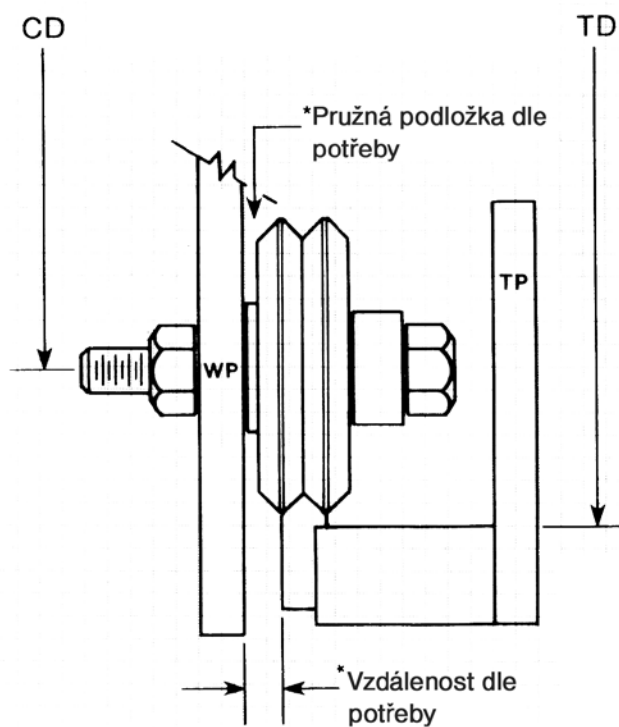 CD
TD
*Pružná podložka dle
potřeby
TP
WP
*Vzdálenost dle
potřeby